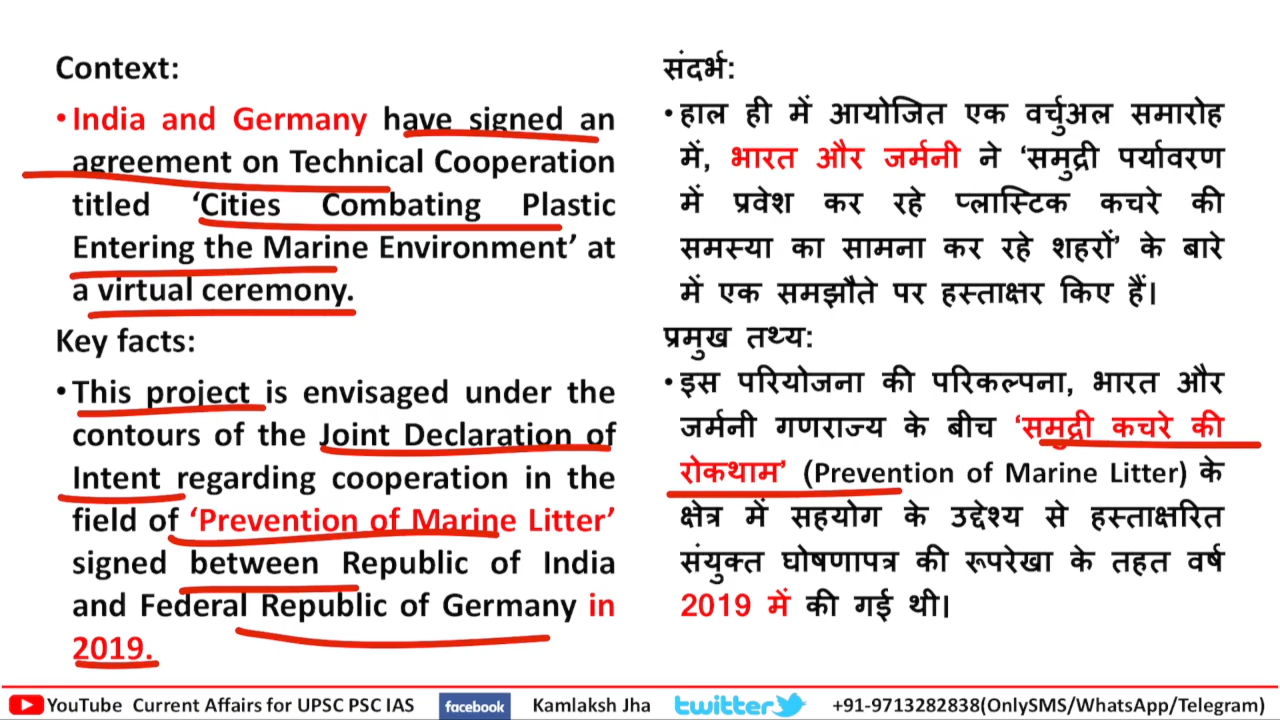 Context:
•India and Germany have signed an
agreement on Technical Cooperation
titled ‘Cities Combating Plastic
Entering the Marine Environment’ at
a virtual ceremony.
Key facts:
•This project is envisaged under the
contours of the Joint Declaration of
Intent regarding cooperation in the
field of ‘Prevention of Marine Litter’
signed between Republic of India
and Federal Republic of Germany in
2019.
संदर्भ:
•हाल ही में आयोजित एक वर्चुअल समारोह
में, भारत और जर्मनी ने ‘समुद्री पर्यावरण
में प्रवेश कर रहे प्लास्टिक कचरे की
समस्या का सामना कर रहे शहरों’ के बारे
में एक समझौते पर हस्ताक्षर किए हैं।
प्रमुख तथ्य:
•इस परियोजना की परिकल्पना, भारत और
जर्मनी गणराज्य के बीच ‘समुद्री कचरे की
रोकथाम’ (Prevention of Marine Litter) के
क्षेत्र में सहयोग के उद्देश्य से हस्ताक्षरित
संयुक्त घोषणापत्र की रूपरेखा के तहत वर्ष
2019 में की गई थी।
YouTube Current Affairs for UPSC PSC IAS facebook Kamlaksh Jha twitter +91-9713282838(OnlySMS/WhatsApp/Telegram)